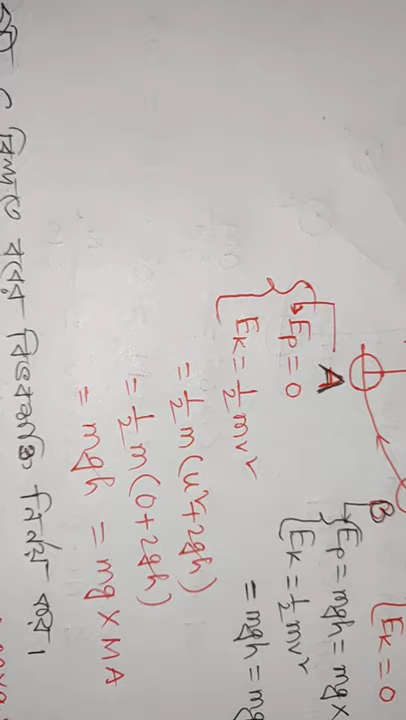 Eₖ = 0
B
Eₚ = mgh = mg×
Eₖ = ½mv²
= mgh = mg
A
Eₚ = 0
Eₖ = ½mv²
= ½m(u²+2gh)
= ½m(0+2gh)
= mgh = mg × MA
C বিন্দুতে বলের বিভবশক্তি নির্ণয় কর।